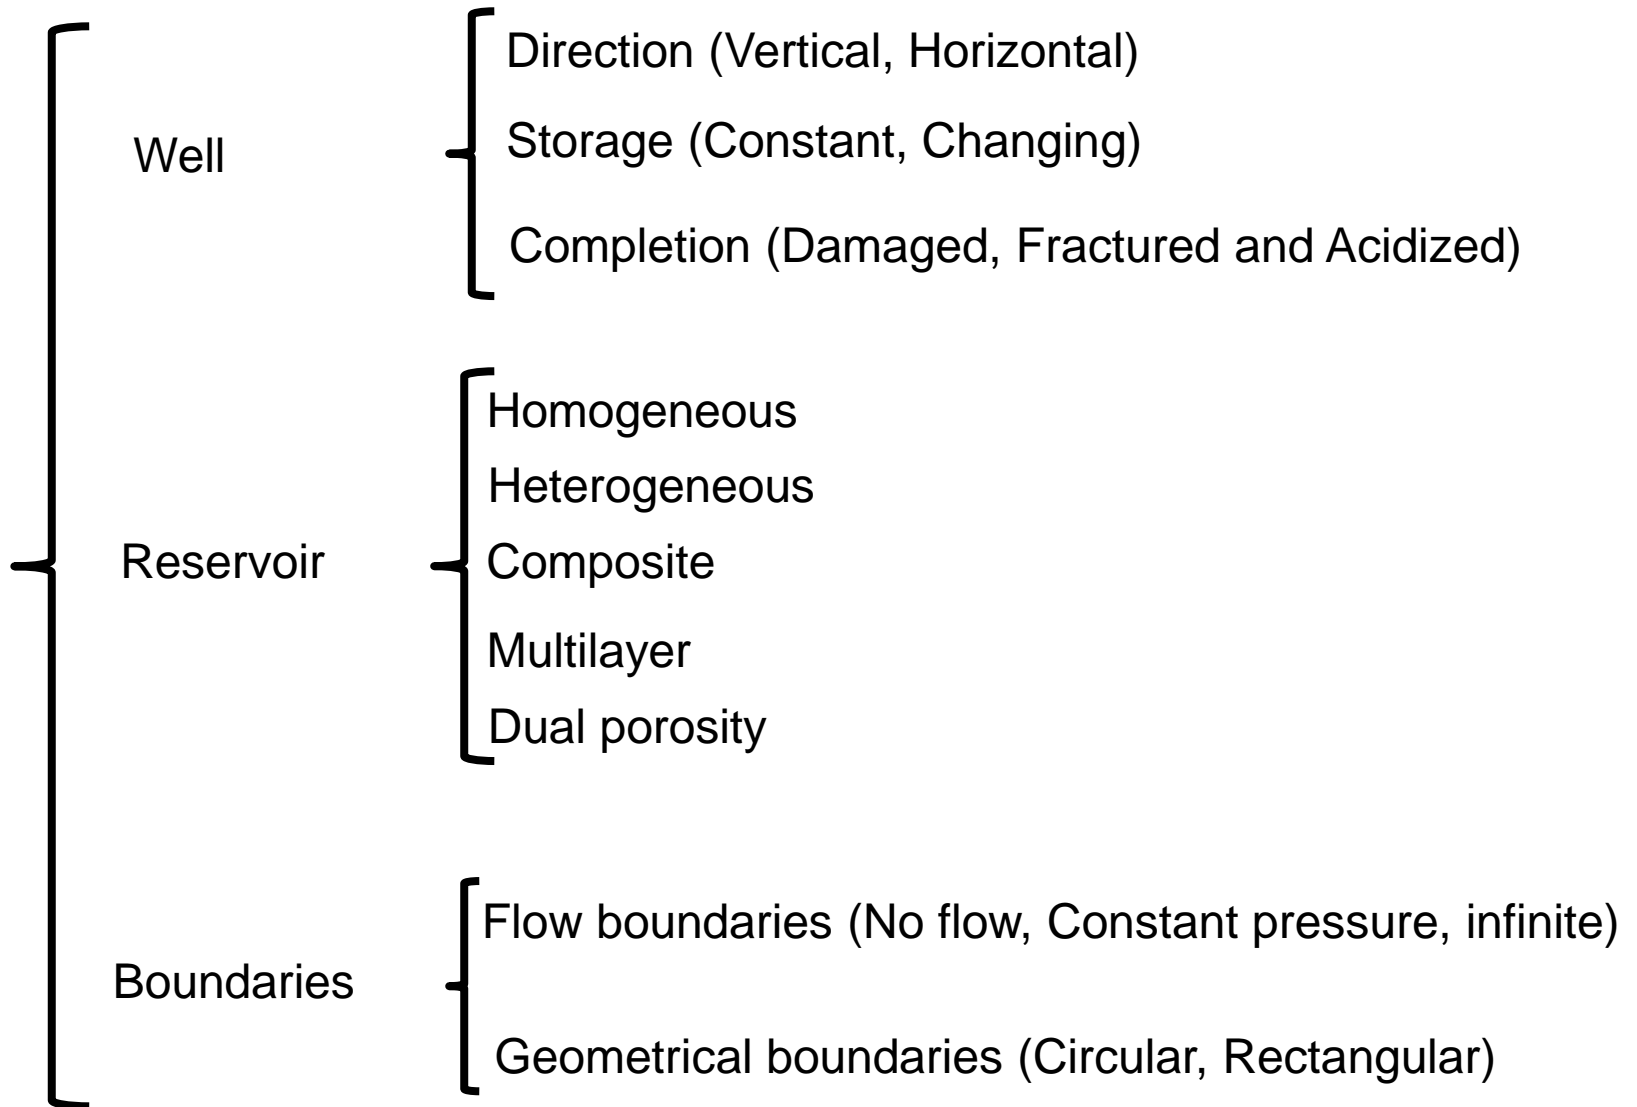 Well
Direction (Vertical, Horizontal)
Storage (Constant, Changing)
Completion (Damaged, Fractured and Acidized)
Reservoir
Homogeneous
Heterogeneous
Composite
Multilayer
Dual porosity
Boundaries
Flow boundaries (No flow, Constant pressure, infinite)
Geometrical boundaries (Circular, Rectangular)